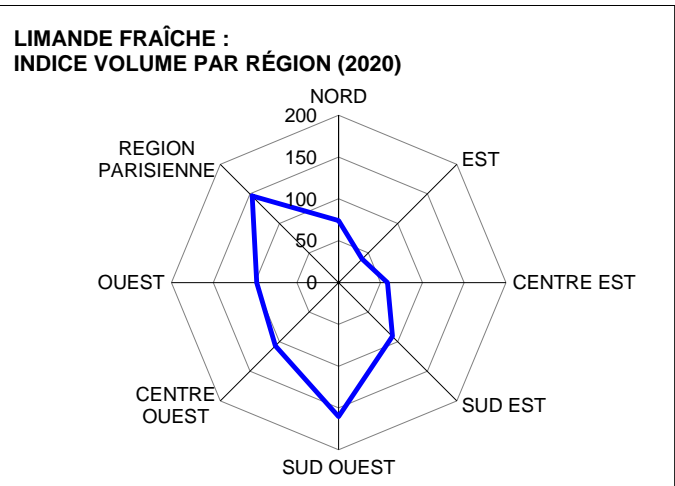 LIMANDE FRAÎCHE :
INDICE VOLUME PAR RÉGION (2020)
NORD
200
REGION
PARISIENNE
150
EST
100
50
OUEST
0
CENTRE EST
CENTRE
OUEST
SUD EST
SUD OUEST